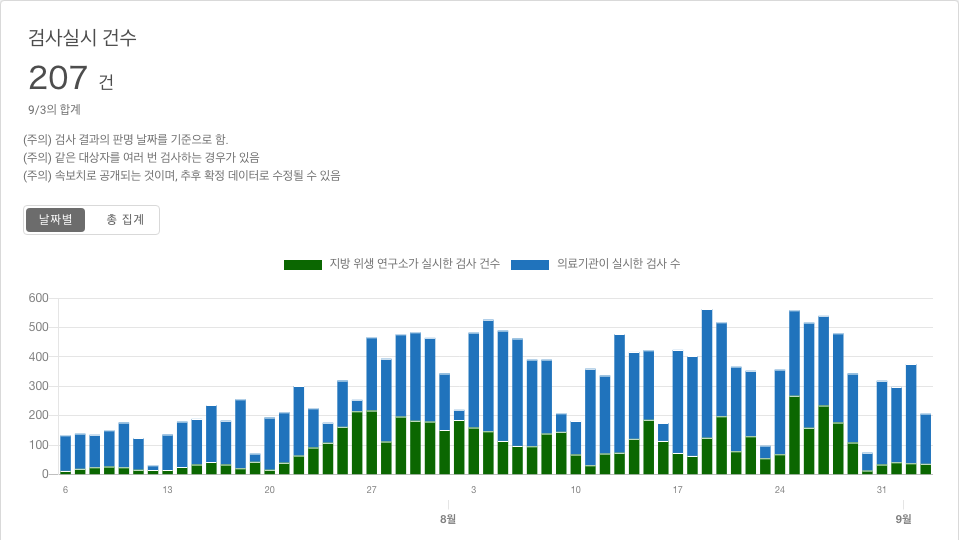 검사실시 건수
207 건
9/3의 합계
(주의) 검사 결과의 판명 날짜를 기준으로 함.
(주의) 같은 대상자를 여러 번 검사하는 경우가 있음
(주의) 속보치로 공개되는 것이며, 추후 확정 데이터로 수정될 수 있음
날짜별 총 집계
지방 위생 연구소가 실시한 검사 건수 의료기관이 실시한 검사 수
600
500
400
300
200
100
0
6 13 20 27 3 10 17 24 31
8월 9월